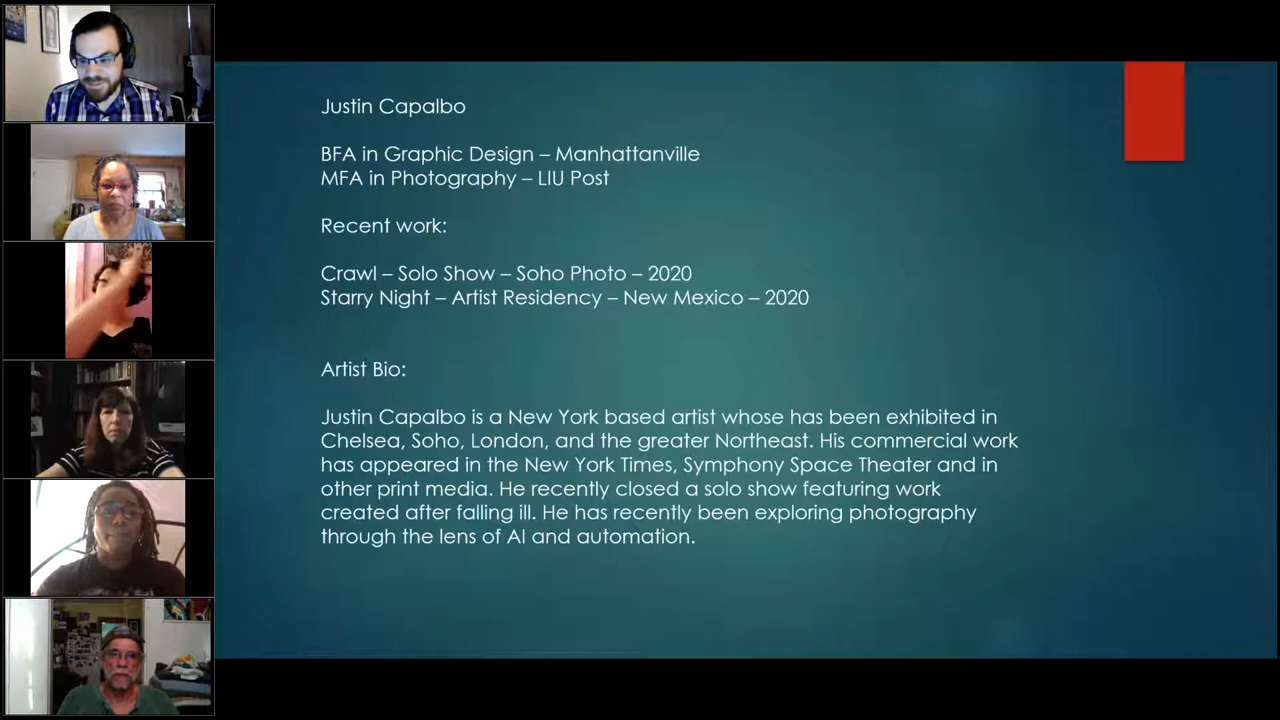 Justin Capalbo
BFA in Graphic Design – Manhattanville
MFA in Photography – LIU Post
Recent work:
Crawl – Solo Show – Soho Photo – 2020
Starry Night – Artist Residency – New Mexico – 2020
Artist Bio:
Justin Capalbo is a New York based artist whose has been exhibited in
Chelsea, Soho, London, and the greater Northeast. His commercial work
has appeared in the New York Times, Symphony Space Theater and in
other print media. He recently closed a solo show featuring work
created after falling ill. He has recently been exploring photography
through the lens of AI and automation.